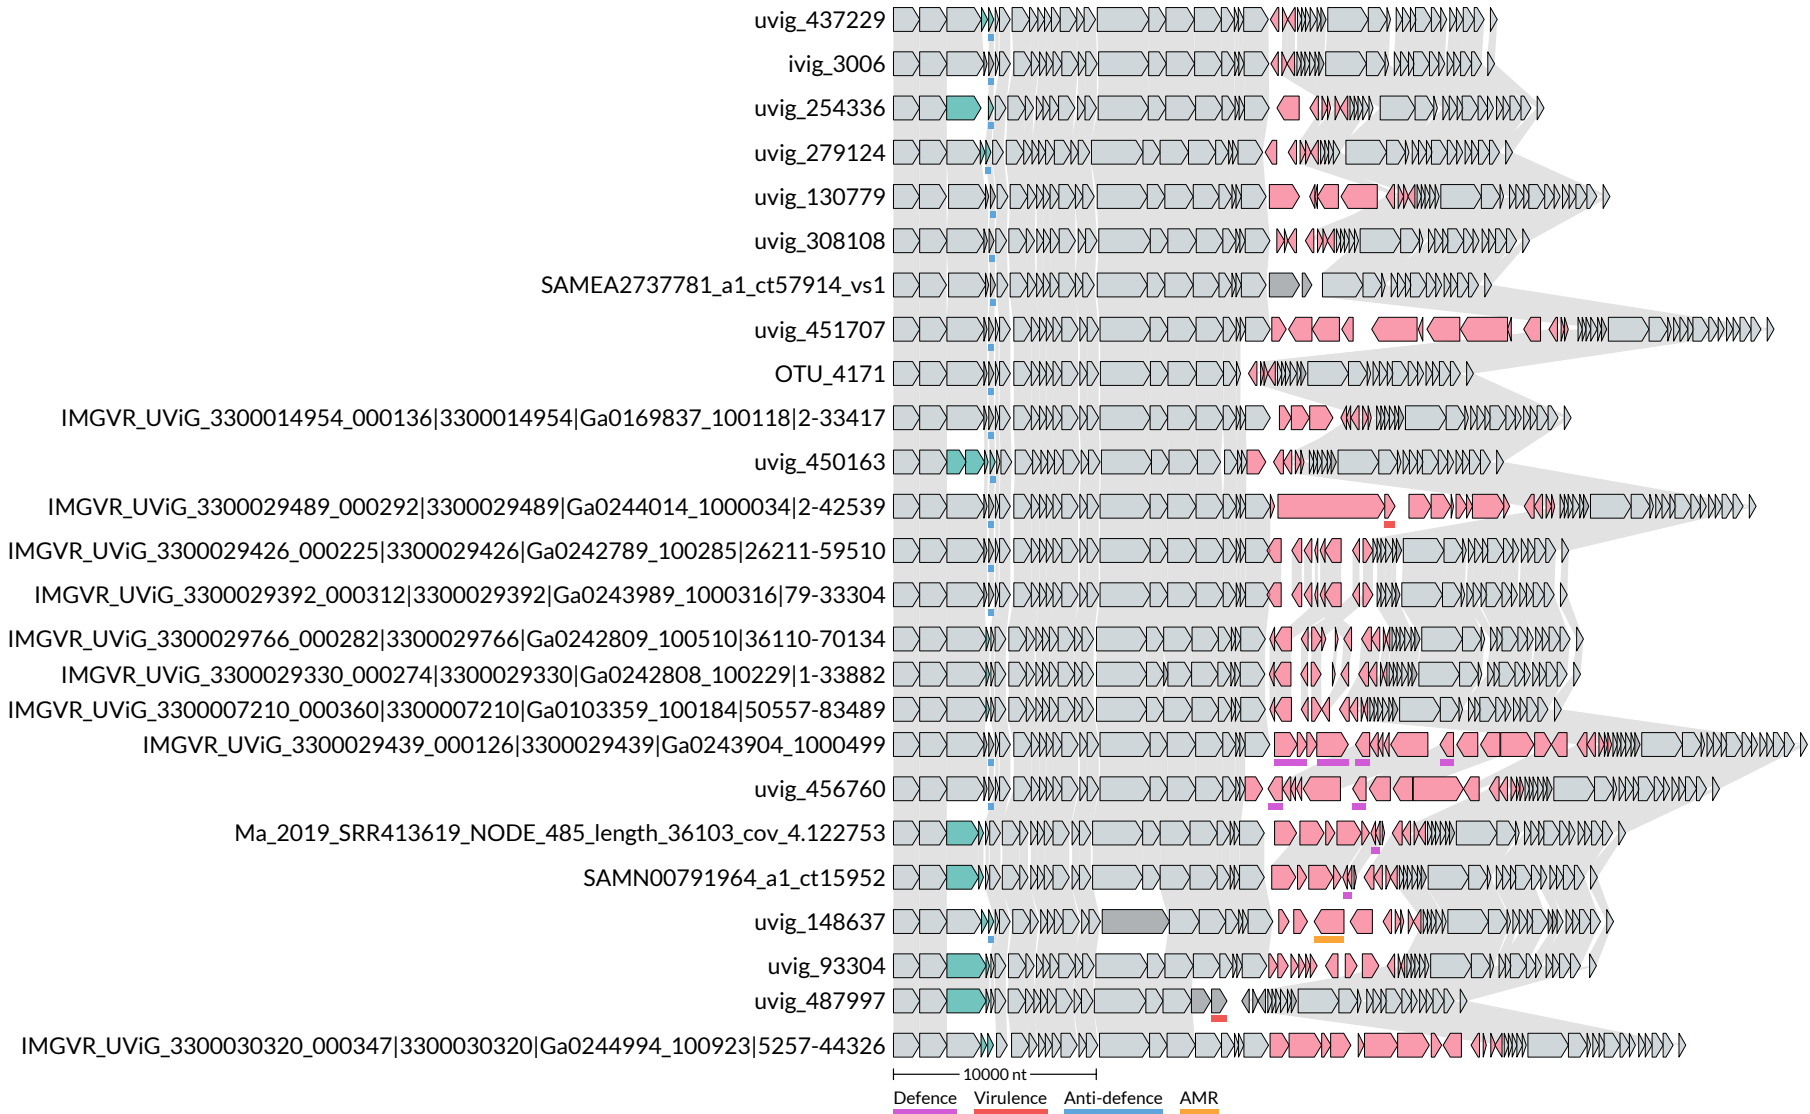 uvig_437229
ivig_3006
uvig_254336
uvig_279124
uvig_130779
uvig_308108
SAMEA2737781_a1_ct57914_vs1
uvig_451707
OTU_4171
IMGVR_UViG_3300014954_000136|3300014954|Ga0169837_100118|2-33417
uvig_450163
IMGVR_UViG_3300029489_000292|3300029489|Ga0244014_1000034|2-42539
IMGVR_UViG_3300029426_000225|3300029426|Ga0242789_100285|26211-59510
IMGVR_UViG_3300029392_000312|3300029392|Ga0243989_1000316|79-33304
IMGVR_UViG_3300029766_000282|3300029766|Ga0242809_100510|36110-70134
IMGVR_UViG_3300029330_000274|3300029330|Ga0242808_100229|1-33882
IMGVR_UViG_3300007210_000360|3300007210|Ga0103359_100184|50557-83489
IMGVR_UViG_3300029439_000126|3300029439|Ga0243904_1000499
uvig_456760
Ma_2019_SRR413619_NODE_485_length_36103_cov_4.122753
SAMN00791964_a1_ct15952
uvig_148637
uvig_93304
uvig_487997
IMGVR_UViG_3300030320_000347|3300030320|Ga0244994_100923|5257-44326
10000 nt
Defence Virulence Anti-defence AMR